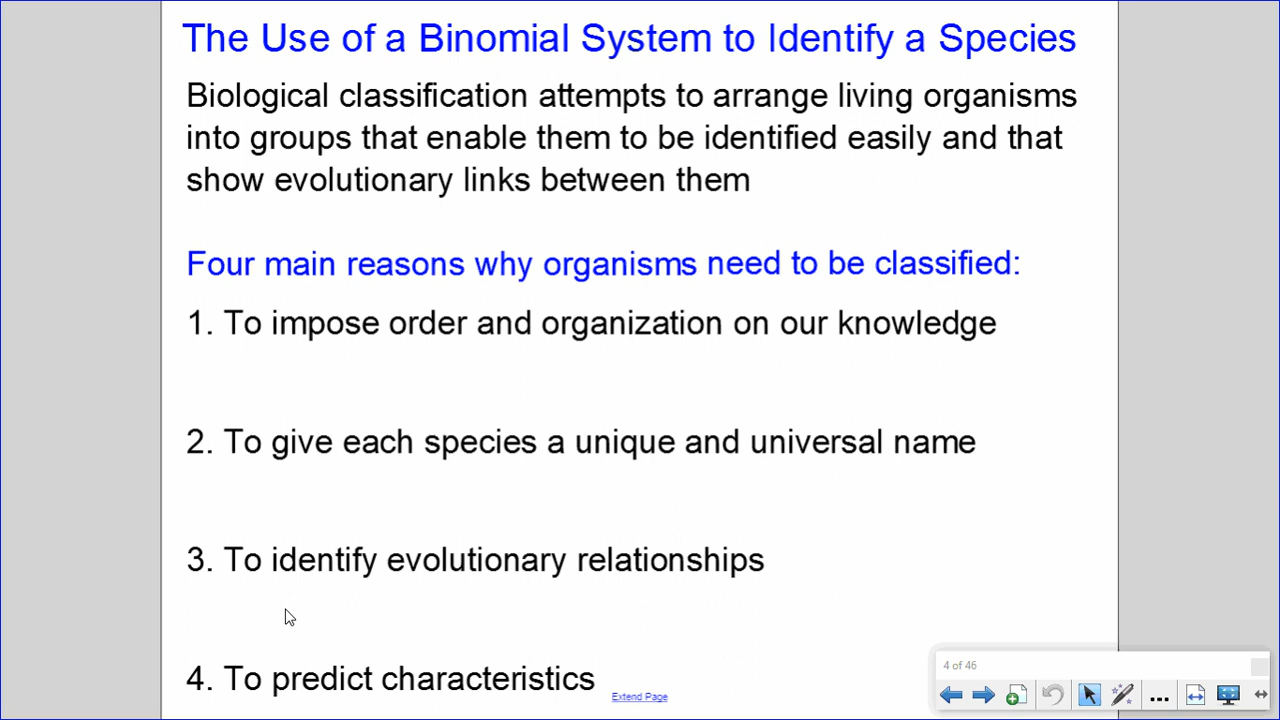 The Use of a Binomial System to Identify a Species
Biological classification attempts to arrange living organisms
into groups that enable them to be identified easily and that
show evolutionary links between them
Four main reasons why organisms need to be classified:
1. To impose order and organization on our knowledge
2. To give each species a unique and universal name
3. To identify evolutionary relationships
4. To predict characteristics
Extend Page
4 of 46